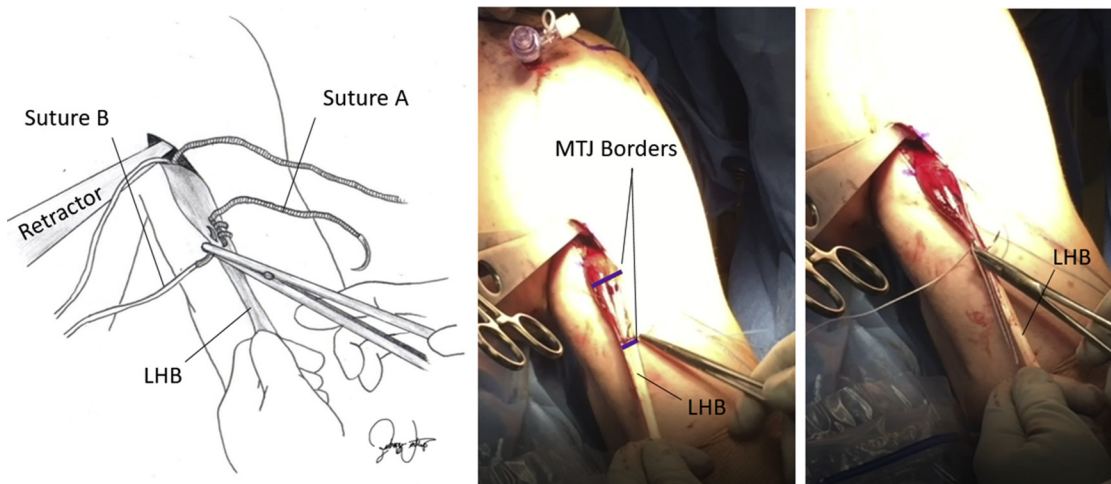 Suture A
Suture B
Retractor
LHB
MTJ Borders
LHB
LHB